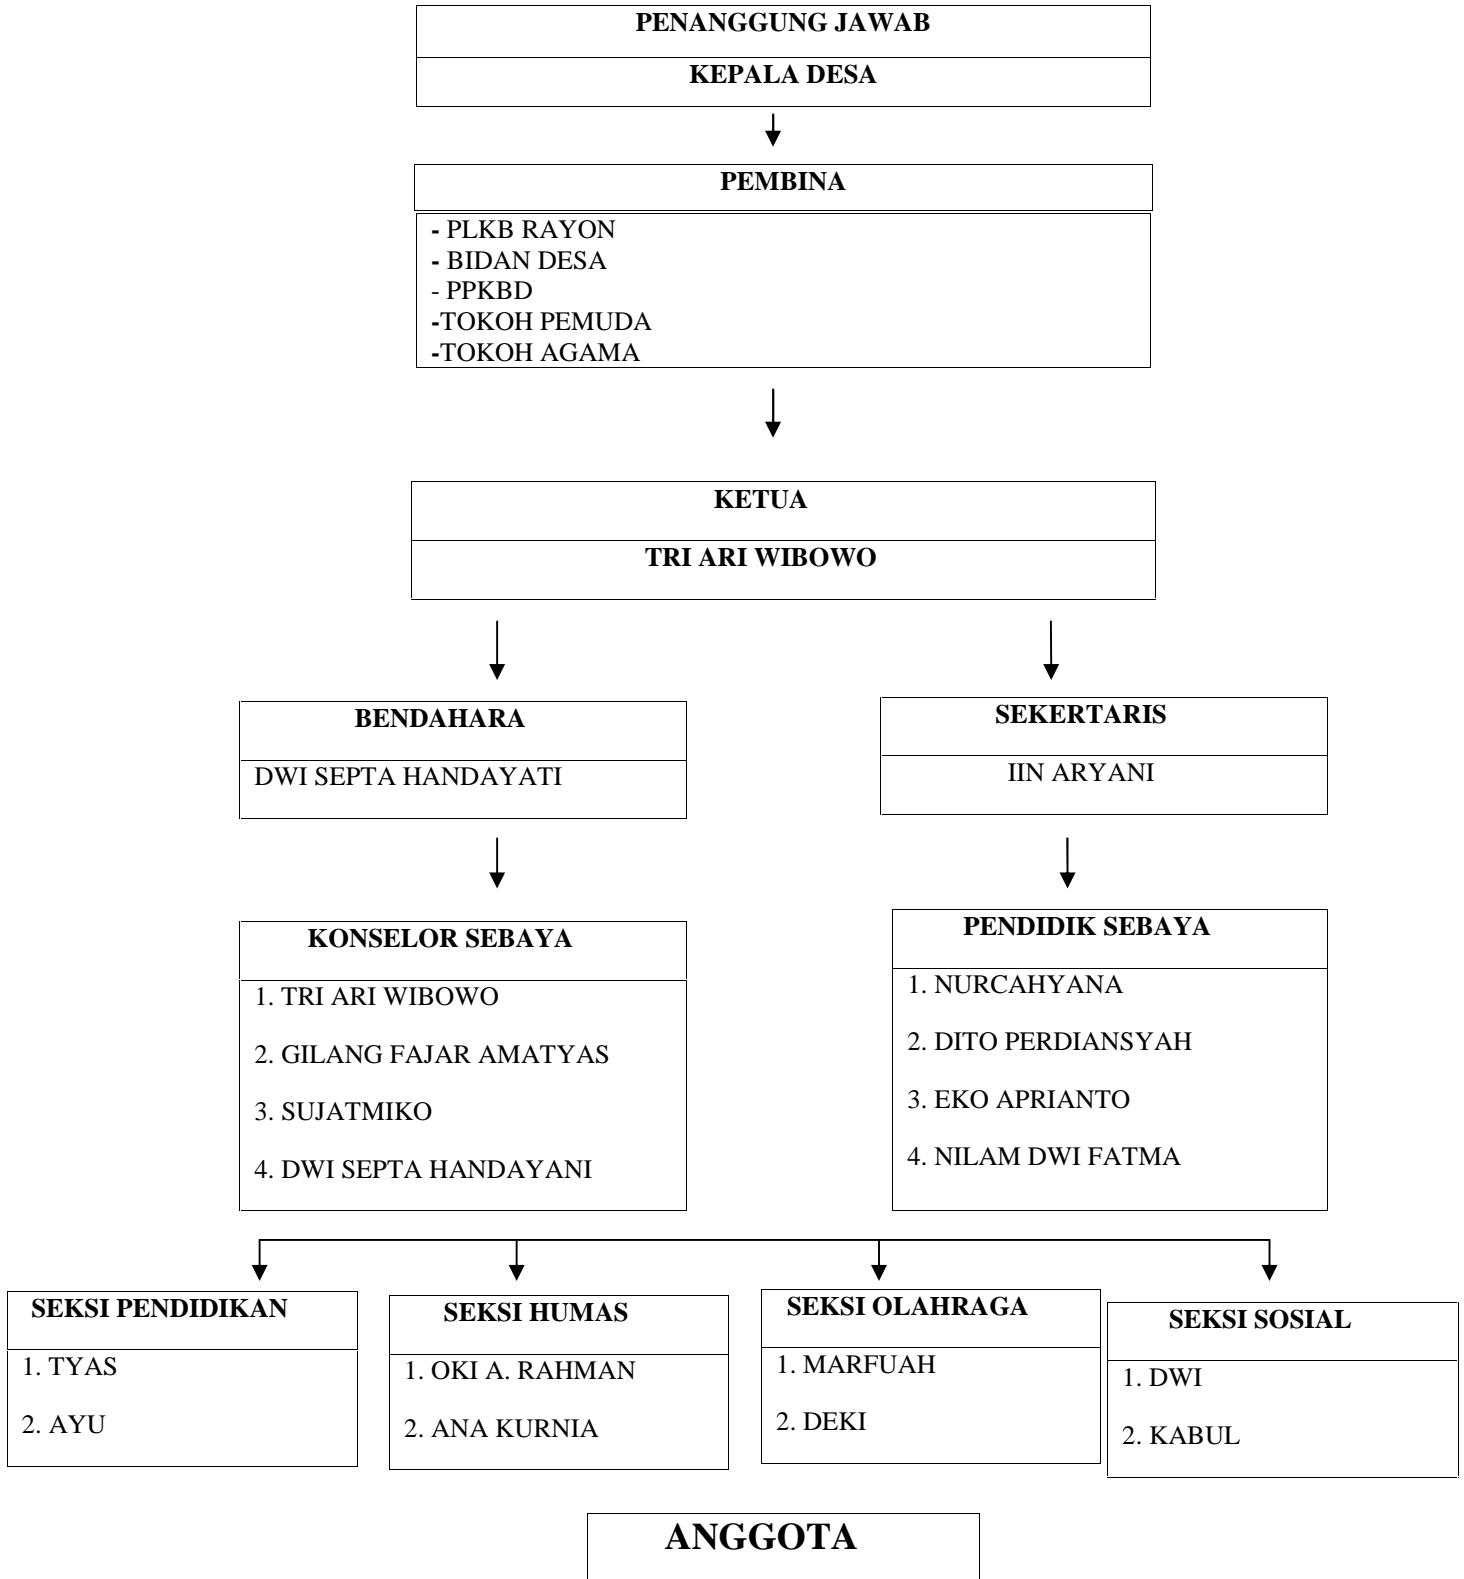 PENANGGUNG JAWAB
KEPALA DESA
PEMBINA
- PLKB RAYON
- BIDAN DESA
- PPKBD
-TOKOH PEMUDA
-TOKOH AGAMA
KETUA
TRI ARI WIBOWO
BENDAHARA
DWI SEPTA HANDAYATI
SEKERTARIS
IIN ARYANI
KONSELOR SEBAYA
1. TRI ARI WIBOWO
2. GILANG FAJAR AMATYAS
3. SUJATMIKO
4. DWI SEPTA HANDAYANI
PENDIDIK SEBAYA
1. NURCAHYANA
2. DITO PERDIANSYAH
3. EKO APRIANTO
4. NILAM DWI FATMA
SEKSI PENDIDIKAN
1. TYAS
2. AYU
SEKSI HUMAS
1. OKI A. RAHMAN
2. ANA KURNIA
SEKSI OLAHRAGA
1. MARFUAH
2. DEKI
SEKSI SOSIAL
1. DWI
2. KABUL
ANGGOTA